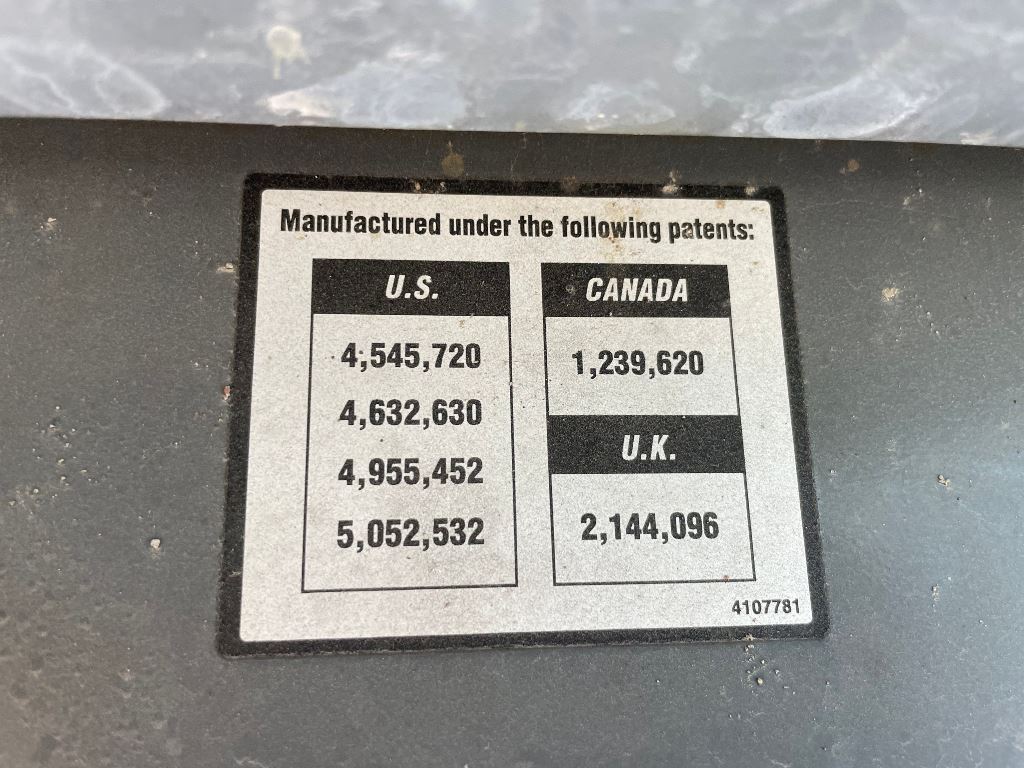 Manufactured under the following patents:
U.S.
4,545,720
4,632,630
4,955,452
5,052,532
CANADA
1,239,620
U.K.
2,144,096
4107781